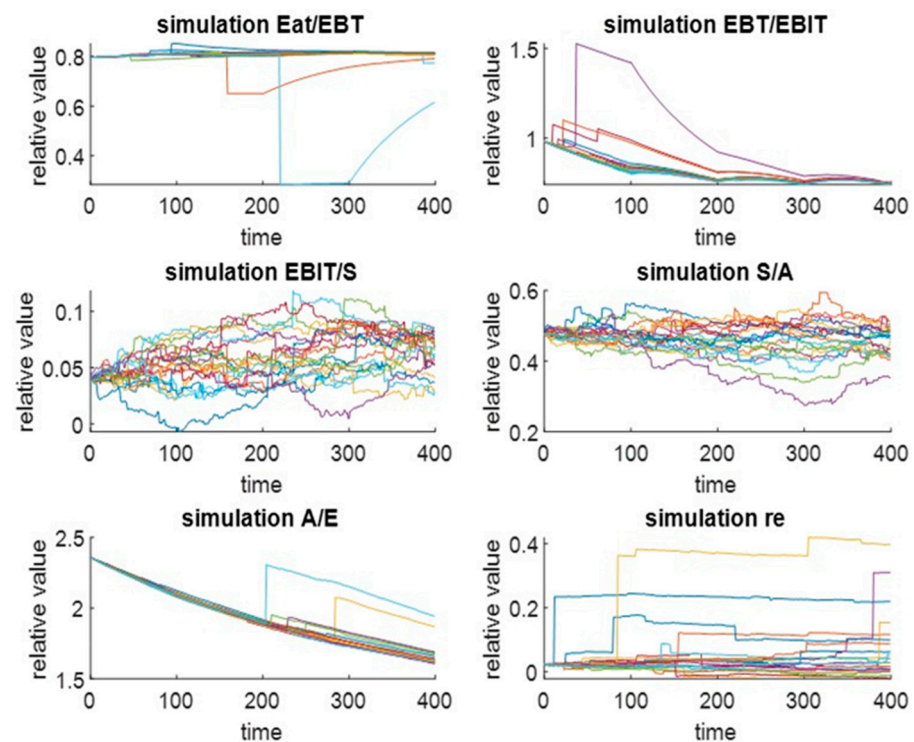 simulation Eat/EBT
relative value
0.8
0.6
0.4
0 100 200 300 400
time
simulation EBT/EBIT
relative value
1.5
1
0 100 200 300 400
time
simulation EBIT/S
relative value
0.1
0.05
0
0 100 200 300 400
time
simulation S/A
relative value
0.6
0.4
0.2
0 100 200 300 400
time
simulation A/E
relative value
2.5
2
1.5
0 100 200 300 400
time
simulation re
relative value
0.4
0.2
0
0 100 200 300 400
time